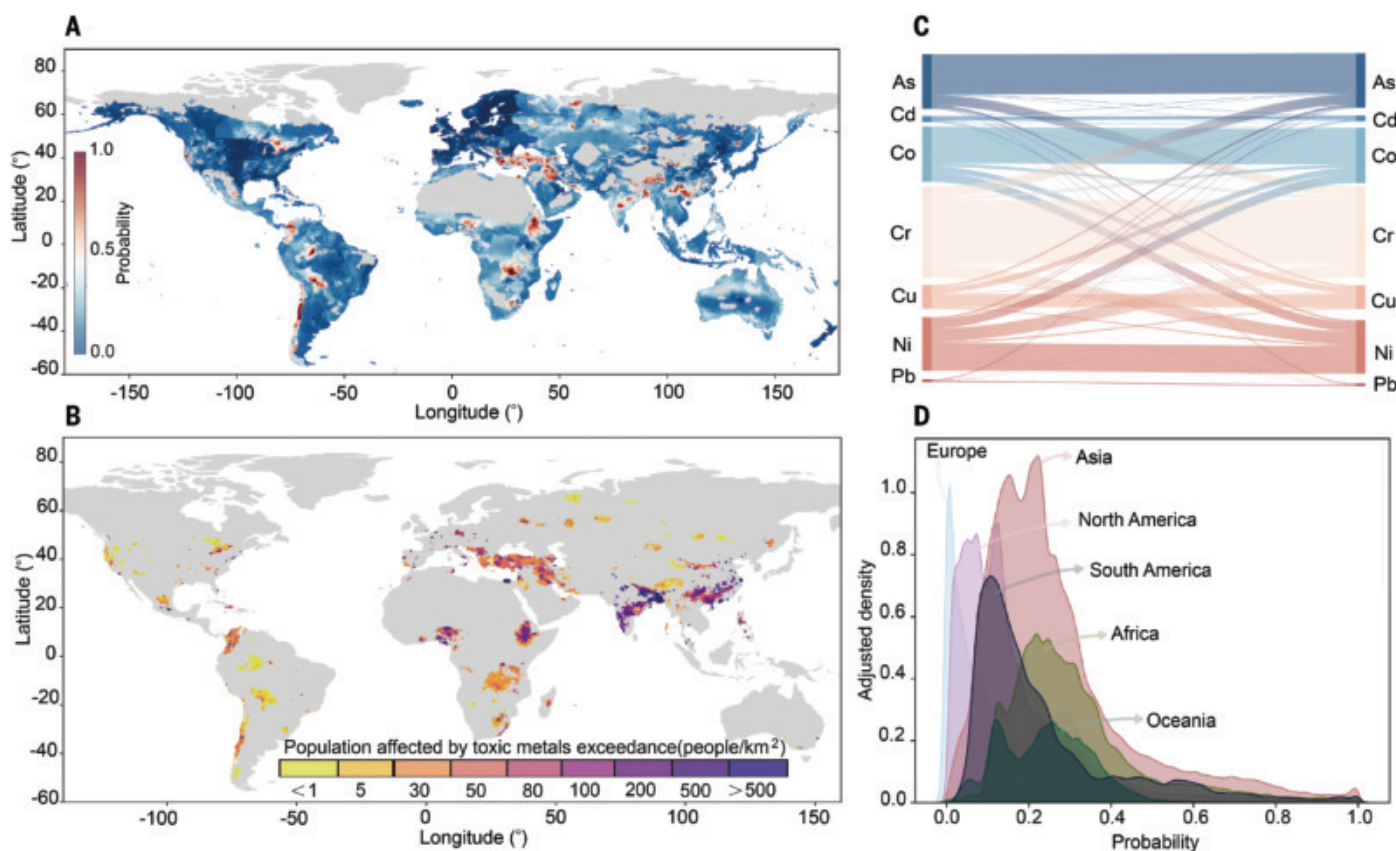 A
80
60
40
20
0
-20
-40
-60
Latitude (°)
1.0
0.5
0.0
Probability
-150
-100
-50
0
50
100
150
Longitude (°)
B
80
60
40
20
0
-20
-40
-60
Latitude (°)
Population affected by toxic metals exceedance(people/km²)
<1
5
30
50
80
100
200
500
>500
-100
-50
0
50
100
150
Longitude (°)
C
As
Cd
Co
Cr
Cu
Ni
Pb
As
Cd
Co
Cr
Cu
Ni
Pb
D
Europe
Asia
North America
South America
Africa
Oceania
1.0
0.8
0.6
0.4
0.2
0.0
Adjusted density
0.0
0.2
0.4
0.6
0.8
1.0
Probability